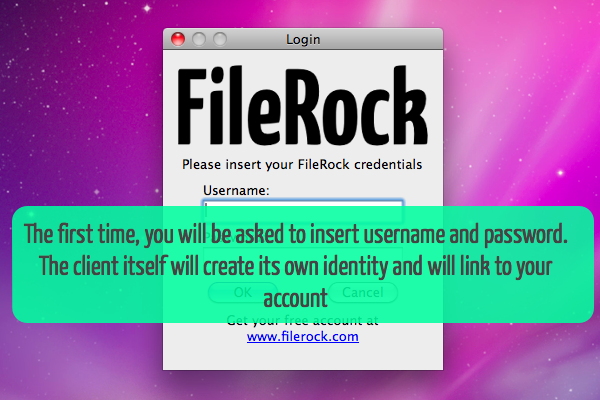 Login
FileRock
Please insert your FileRock credentials
Username:
The first time, you will be asked to insert username and password.
The client itself will create its own identity and will link to your
account
OK
Cancel
Get your free account at
www.filerock.com